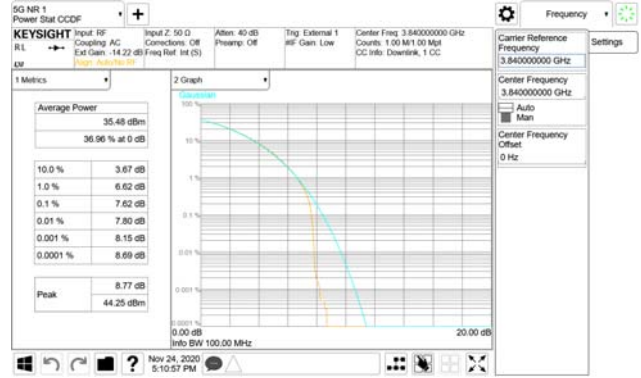 5G NR 1
Power Stat CCDF
KEYSIGHT
RL
Input: RF
Coupling: AC
Ext Gain: -14.22 dB
Align: Auto/No RF
Input Z: 50 Ω
Corrections: Off
Freq Ref: Int (S)
Atten: 40 dB
Preamp: Off
Trig: External 1
#IF Gain: Low
Center Freq: 3.840000000 GHz
Counts: 1.00 M/1.00 Mpt
CC Info: Downlink, 1 CC
1 Metrics
Average Power
35.48 dBm
36.96 % at 0 dB
10.0 % 3.67 dB
1.0 % 6.62 dB
0.1 % 7.62 dB
0.01 % 7.80 dB
0.001 % 8.15 dB
0.0001 % 8.69 dB
Peak
8.77 dB
44.25 dBm
2 Graph
Gaussian
100 %
10 %
1 %
0.1 %
0.01 %
0.001 %
0.0001 %
0.00 dB
20.00 dB
Info BW 100.00 MHz
Frequency
Settings
Carrier Reference
Frequency
3.840000000 GHz
Center Frequency
3.840000000 GHz
Auto
Man
Center Frequency
Offset
0 Hz
?
Nov 24, 2020
5:10:57 PM